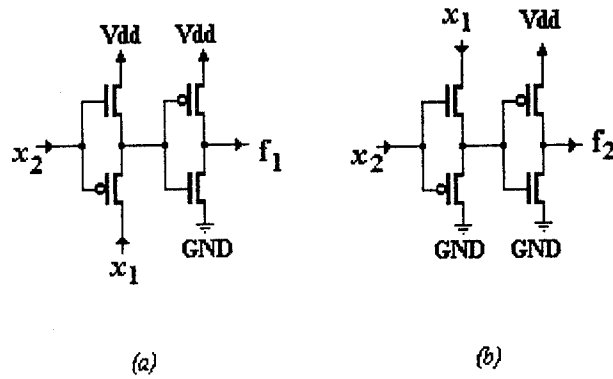 x1
Vdd Vdd Vdd
x2 f1 x2 f2
x1 GND GND GND
(a) (b)